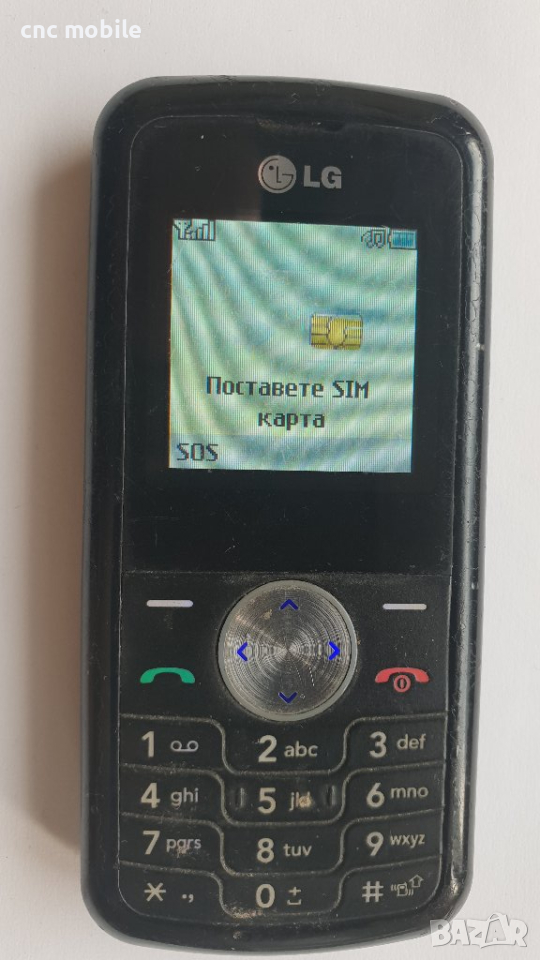 cnc mobile
LG
Поставете SIM
карта
SOS
1 2 abc 3 def
4 ghi 5 jkl 6 mno
7 pqrs 8 tuv 9 wxyz
* ., 0 ± #
BAZAR